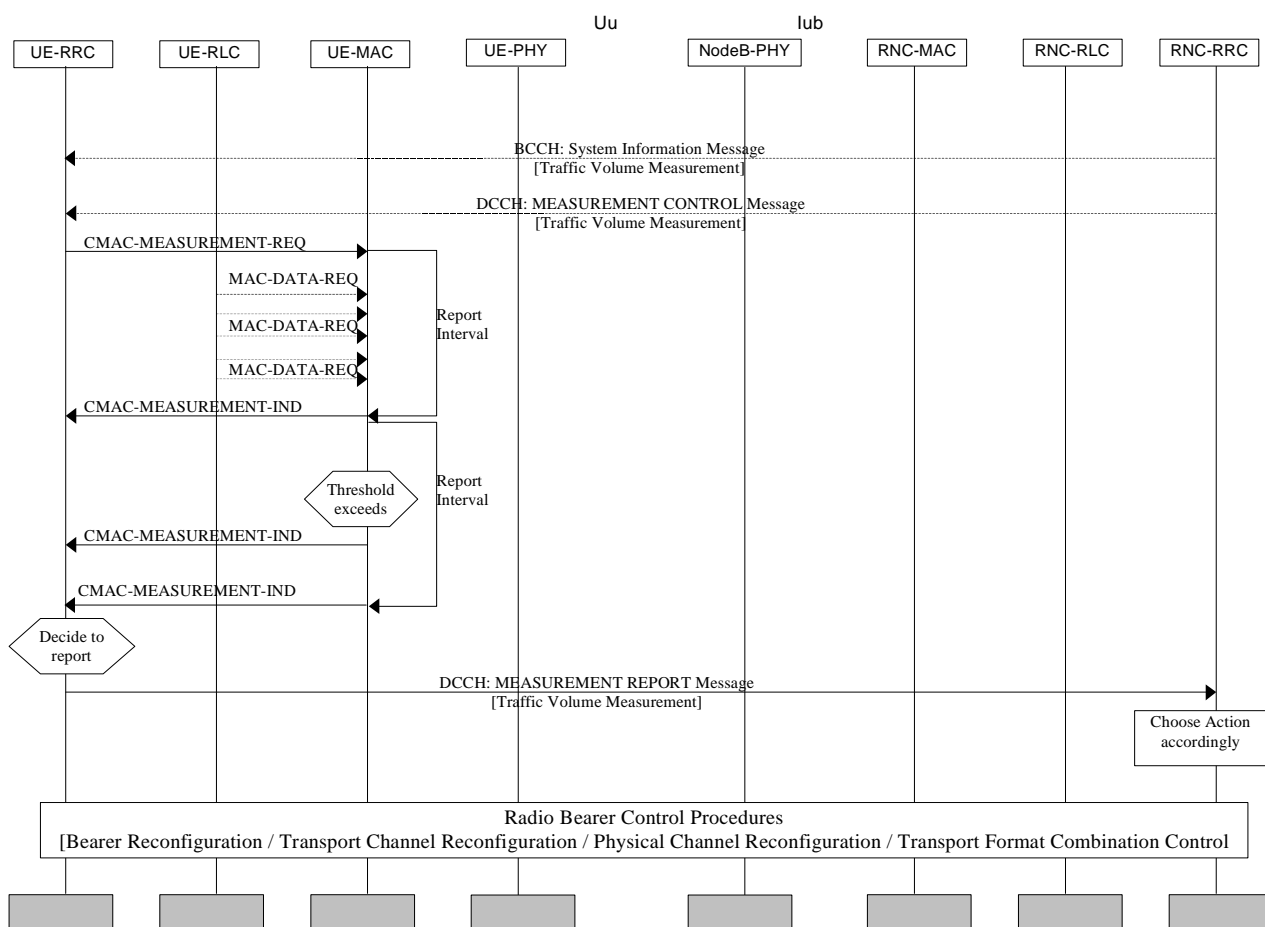 Uu Iub
UE-RRC UE-RLC UE-MAC UE-PHY NodeB-PHY RNC-MAC RNC-RLC RNC-RRC
BCCH: System Information Message
[Traffic Volume Measurement]
DCCH: MEASUREMENT CONTROL Message
[Traffic Volume Measurement]
CMAC-MEASUREMENT-REQ
MAC-DATA-REQ
Report
Interval
MAC-DATA-REQ
MAC-DATA-REQ
CMAC-MEASUREMENT-IND
Report
Interval
Threshold
exceeds
CMAC-MEASUREMENT-IND
CMAC-MEASUREMENT-IND
Decide to
report
DCCH: MEASUREMENT REPORT Message
[Traffic Volume Measurement]
Choose Action
accordingly
Radio Bearer Control Procedures
[Bearer Reconfiguration / Transport Channel Reconfiguration / Physical Channel Reconfiguration / Transport Format Combination Control